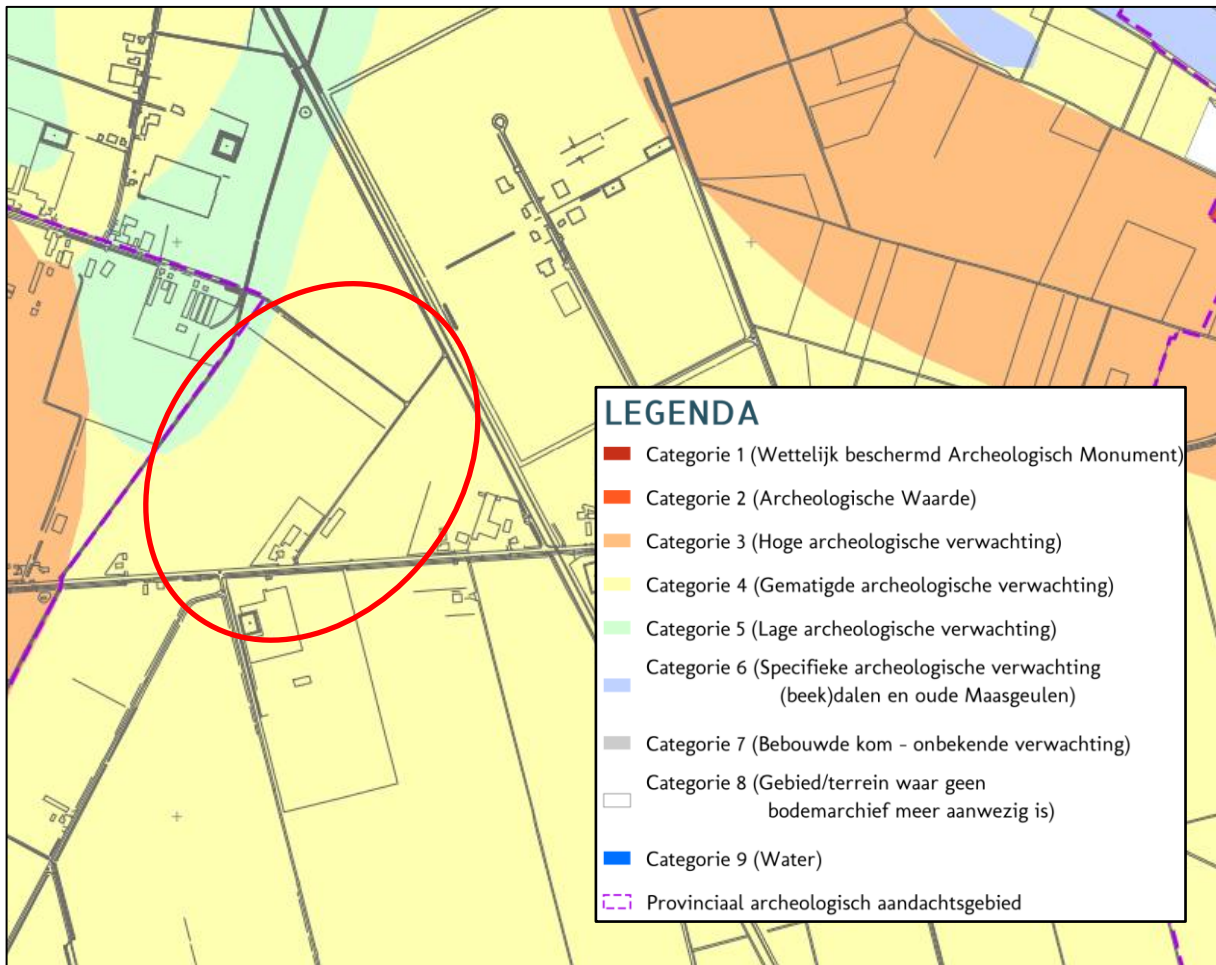 LEGENDA
Categorie 1 (Wettelijk beschermd Archeologisch Monument)
Categorie 2 (Archeologische Waarde)
Categorie 3 (Hoge archeologische verwachting)
Categorie 4 (Gematigde archeologische verwachting)
Categorie 5 (Lage archeologische verwachting)
Categorie 6 (Specifieke archeologische verwachting
(beek)dalen en oude Maasgeulen)
Categorie 7 (Bebouwde kom - onbekende verwachting)
Categorie 8 (Gebied/terrein waar geen
bodemarchief meer aanwezig is)
Categorie 9 (Water)
Provinciaal archeologisch aandachtsgebied